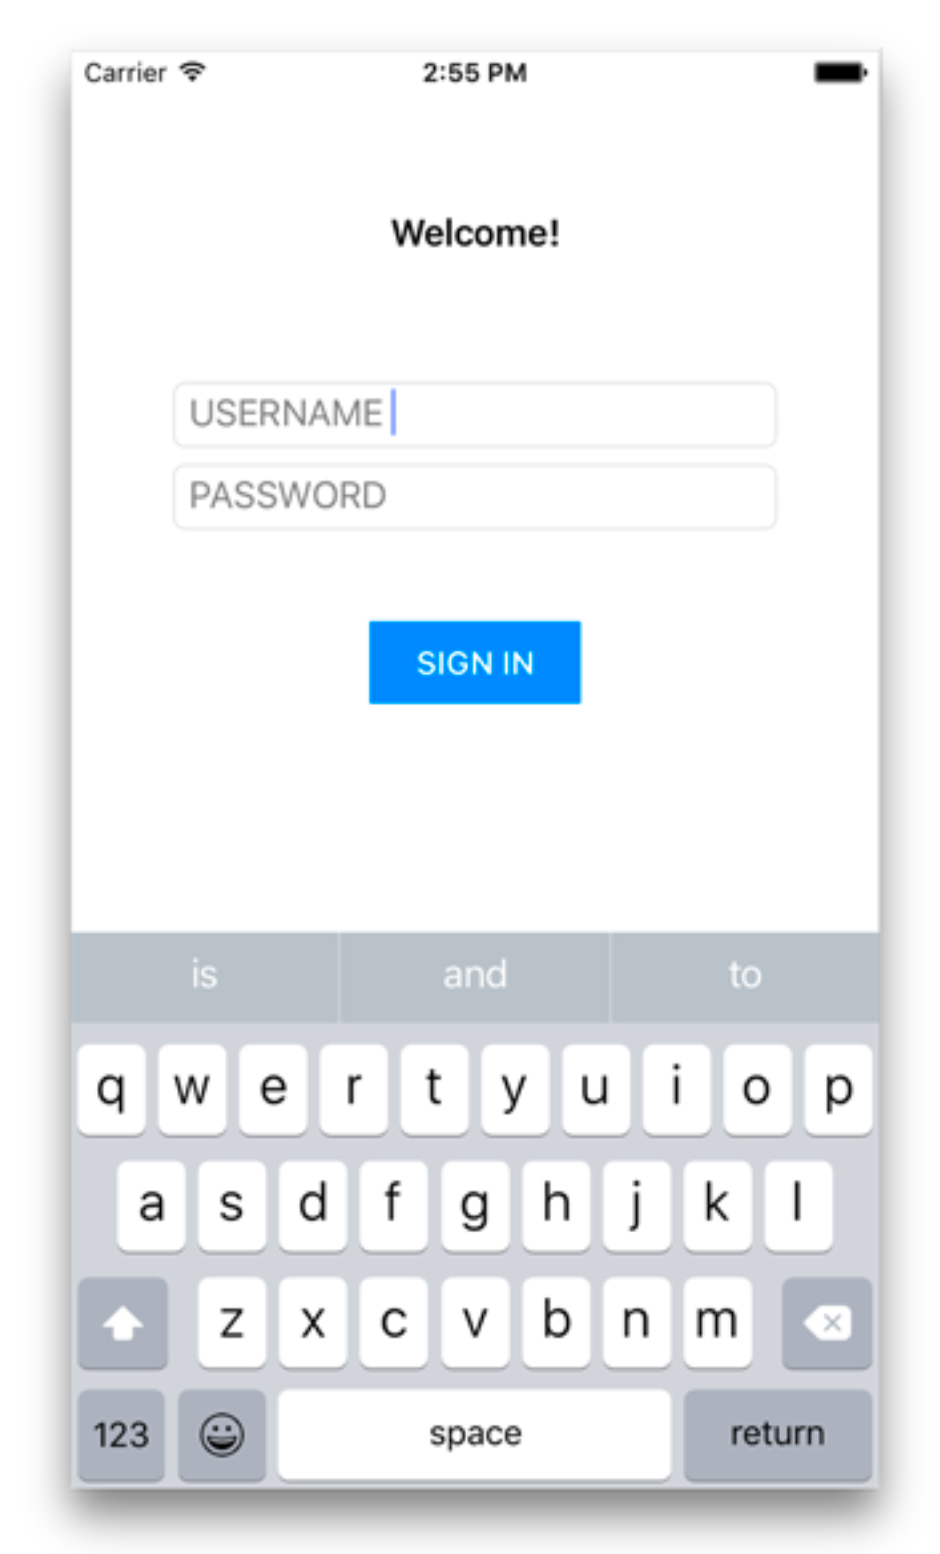 Carrier 2:55 PM
Welcome!
USERNAME
PASSWORD
SIGN IN
is and to
q w e r t y u i o p
a s d f g h j k l
z x c v b n m
123 space return